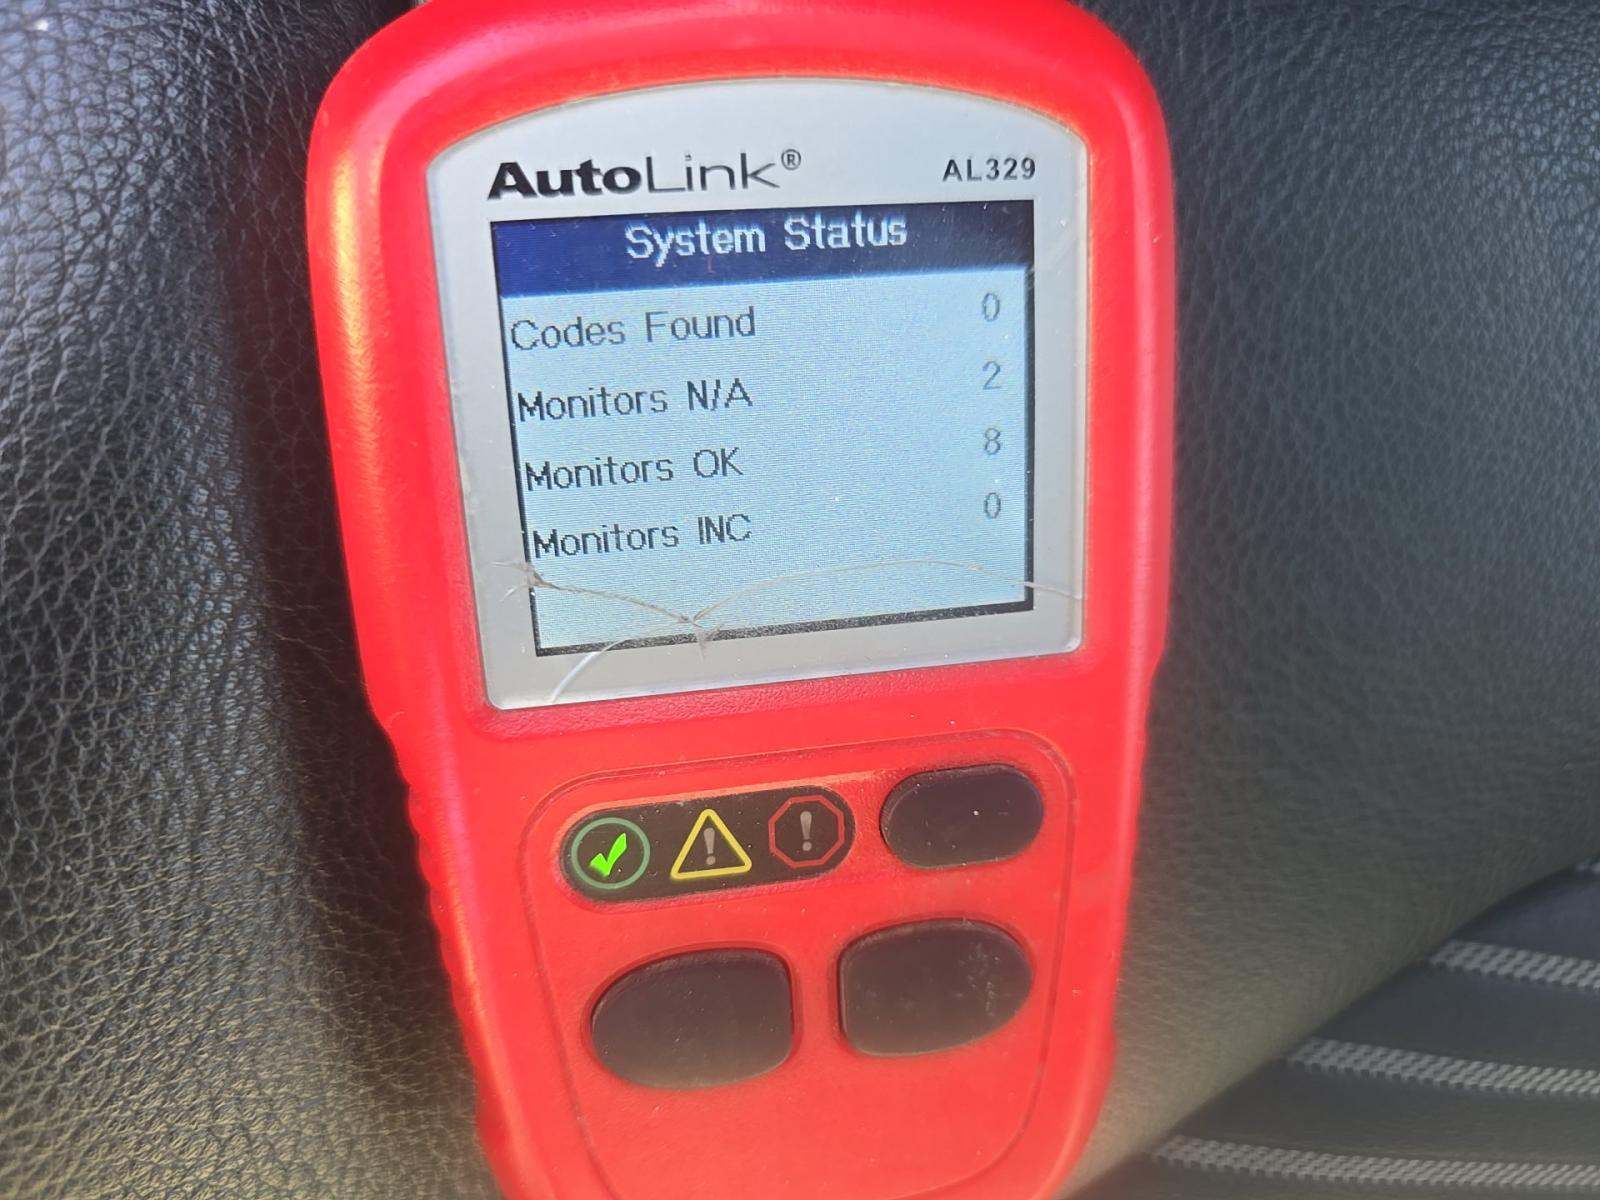 AutoLink® AL329
System Status
Codes Found 0
Monitors N/A 2
Monitors OK 8
Monitors INC 0